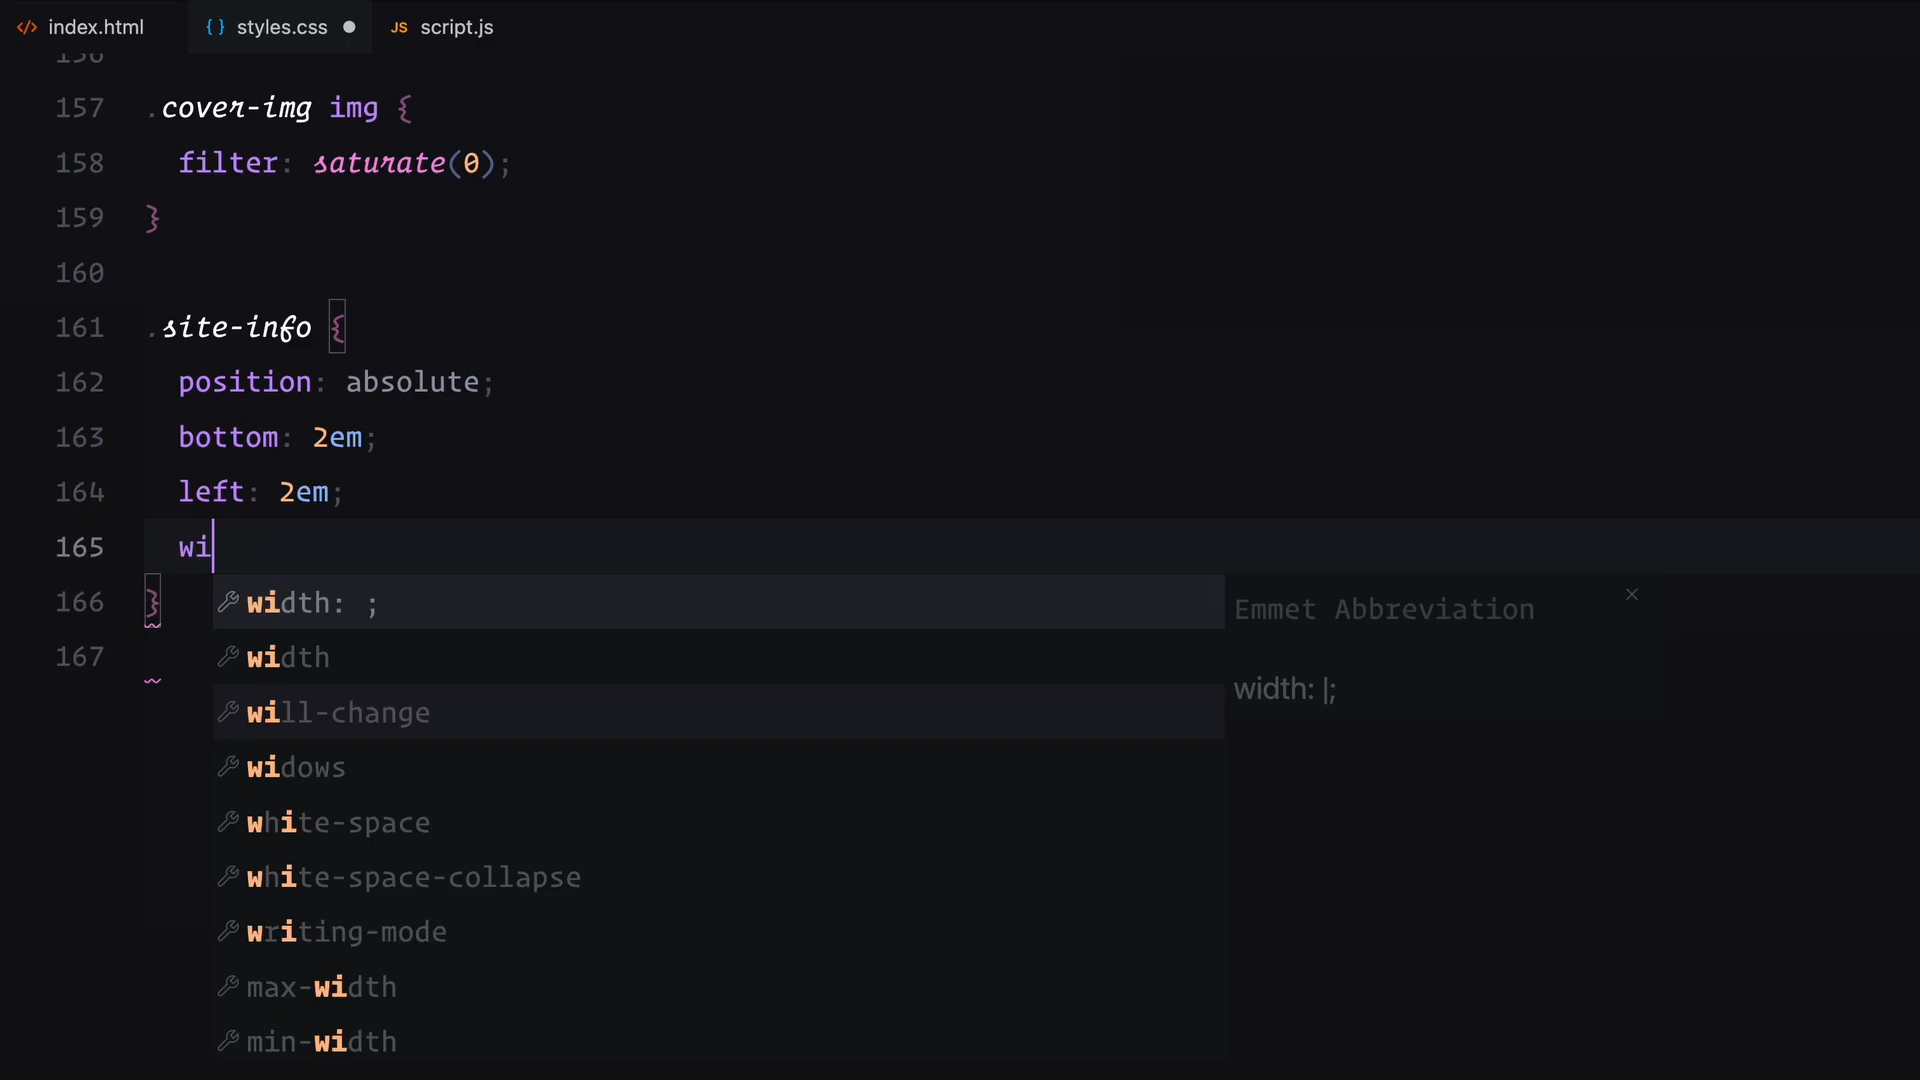 index.html
styles.css
JS script.js
156
157 .cover-img img {
158 filter: saturate(0);
159 }
160
161 .site-info {
162 position: absolute;
163 bottom: 2em;
164 left: 2em;
165 wi
166 }
167
width: ;
width
will-change
widows
white-space
white-space-collapse
writing-mode
max-width
min-width
Emmet Abbreviation
width: |;